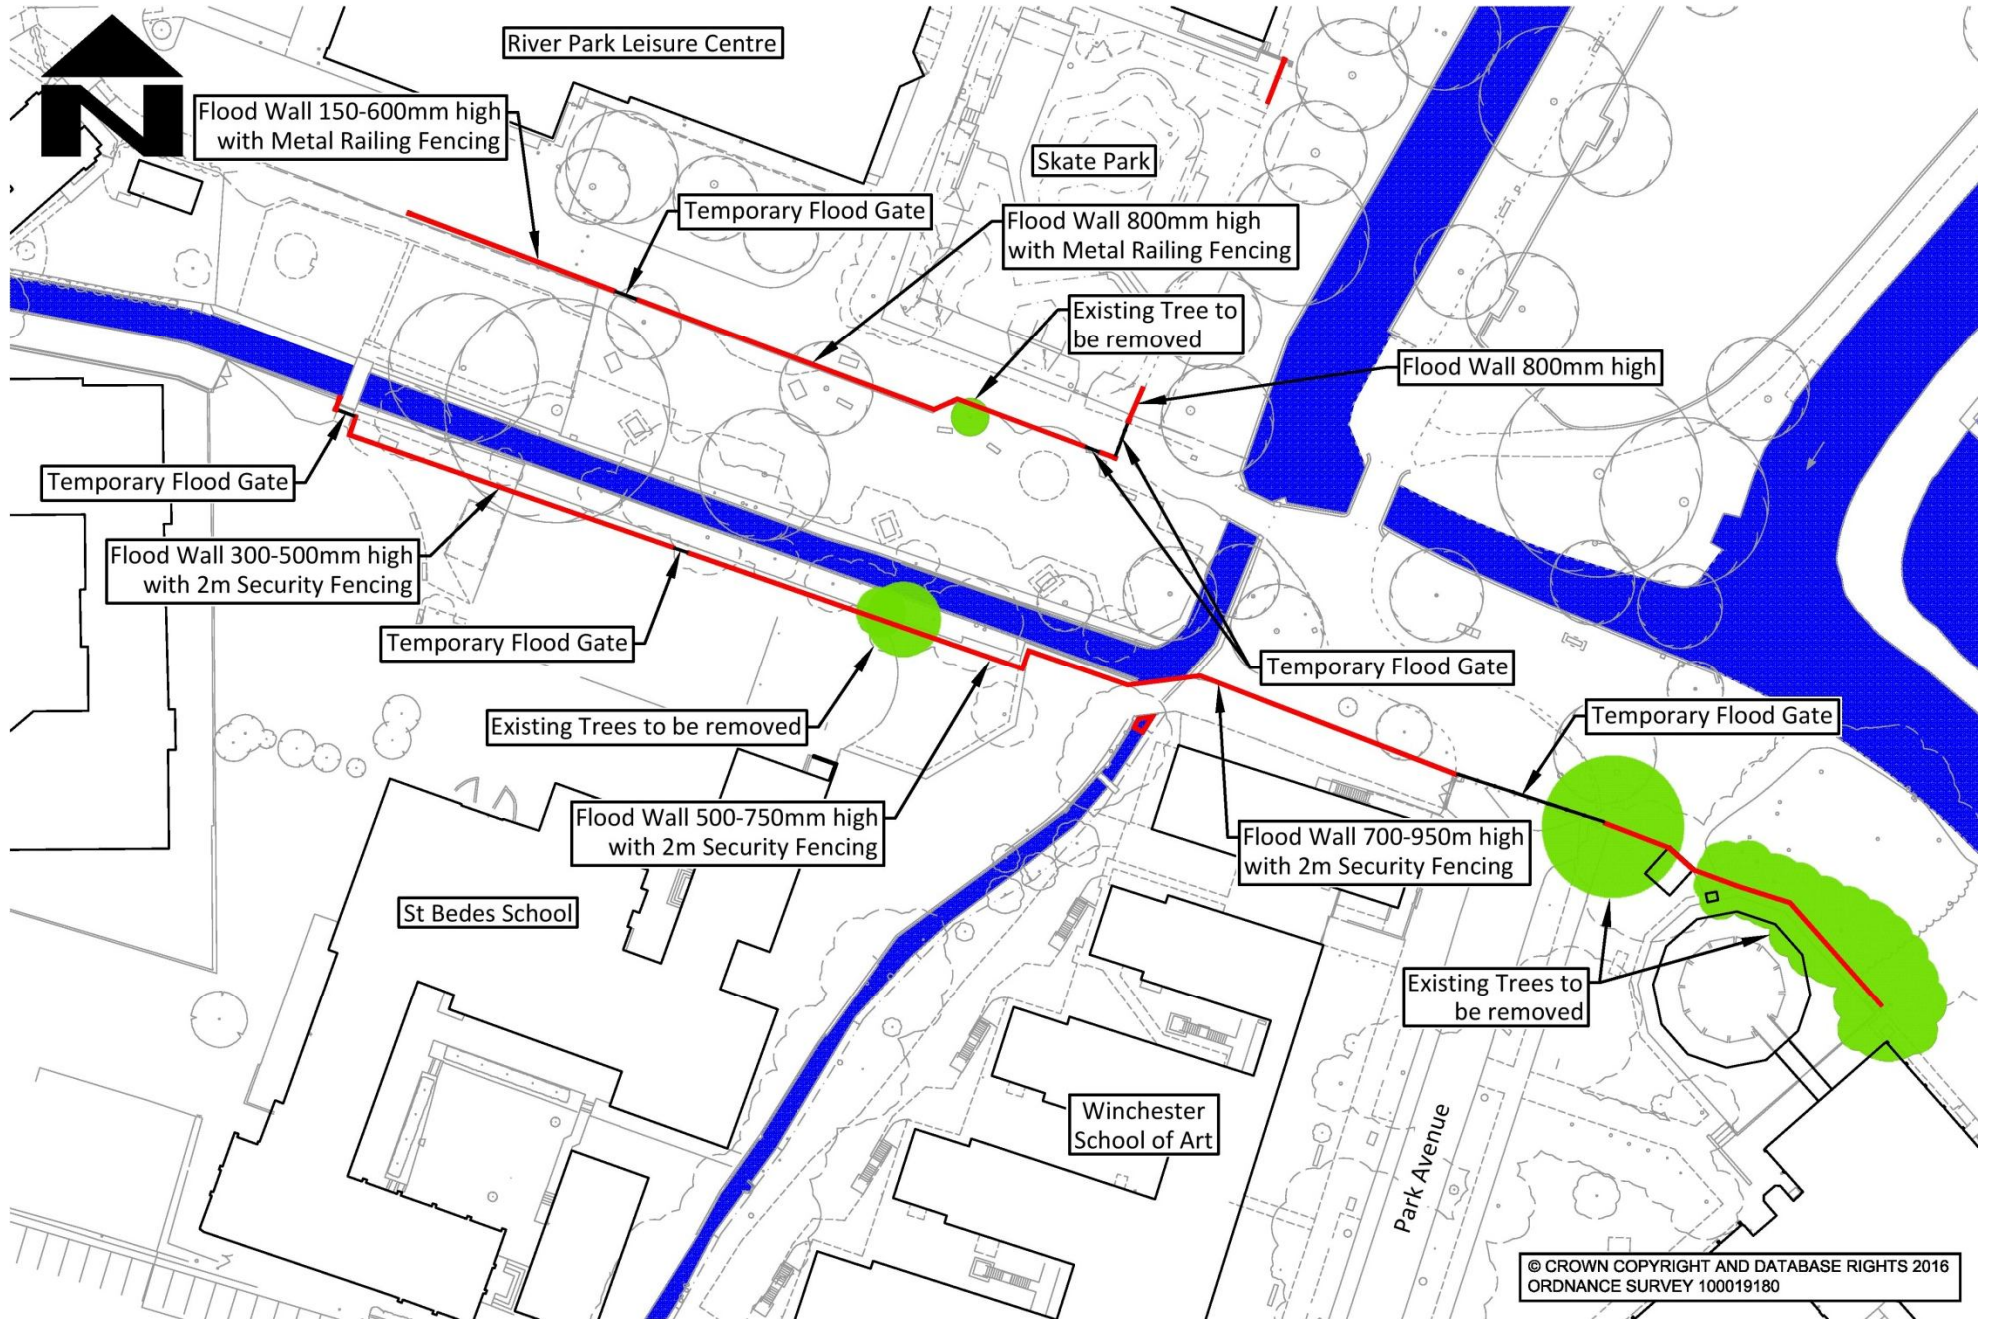 River Park Leisure Centre
N
Flood Wall 150-600mm high
with Metal Railing Fencing
Skate Park
Temporary Flood Gate
Flood Wall 800mm high
with Metal Railing Fencing
Existing Tree to
be removed
Flood Wall 800mm high
Temporary Flood Gate
Flood Wall 300-500mm high
with 2m Security Fencing
Temporary Flood Gate
Temporary Flood Gate
Existing Trees to be removed
Temporary Flood Gate
Flood Wall 500-750mm high
with 2m Security Fencing
Flood Wall 700-950m high
with 2m Security Fencing
St Bedes School
Existing Trees to
be removed
Winchester
School of Art
Park Avenue
© CROWN COPYRIGHT AND DATABASE RIGHTS 2016
ORDNANCE SURVEY 100019180